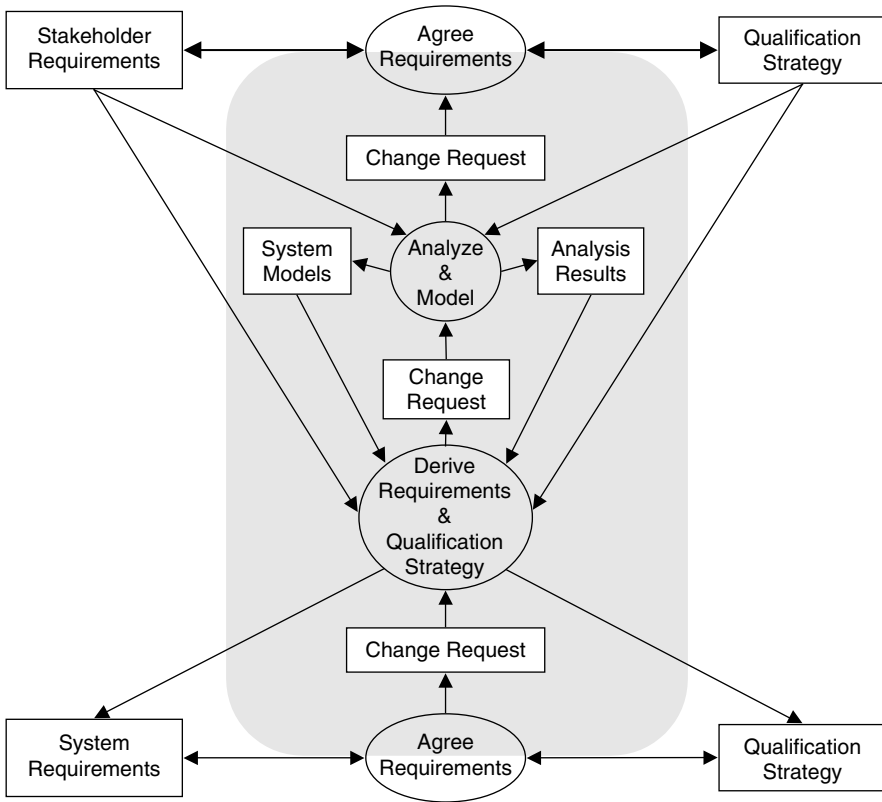 Stakeholder
Requirements
Agree
Requirements
Qualification
Strategy
Change Request
System
Models
Analyze
&
Model
Analysis
Results
Change
Request
Derive
Requirements
&
Qualification
Strategy
Change Request
System
Requirements
Agree
Requirements
Qualification
Strategy